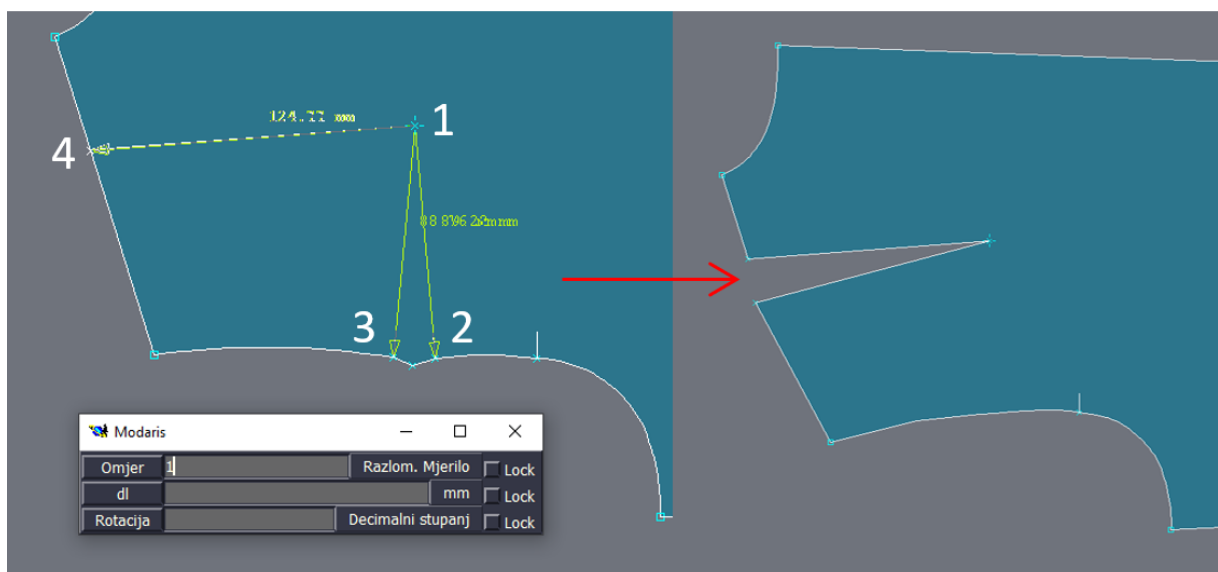 124.77 mm
1
4
3
2
Modaris
Omjer 1 Razlom. Mjerilo Lock
dl mm Lock
Rotacija Decimalni stupanj Lock